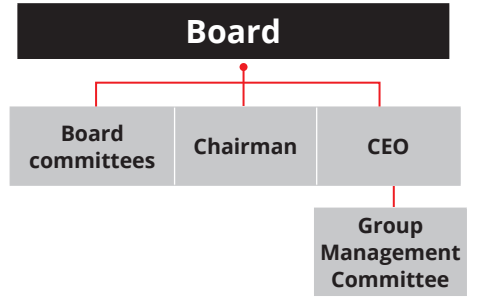 Board
Board
committees
Chairman
CEO
Group
Management
Committee